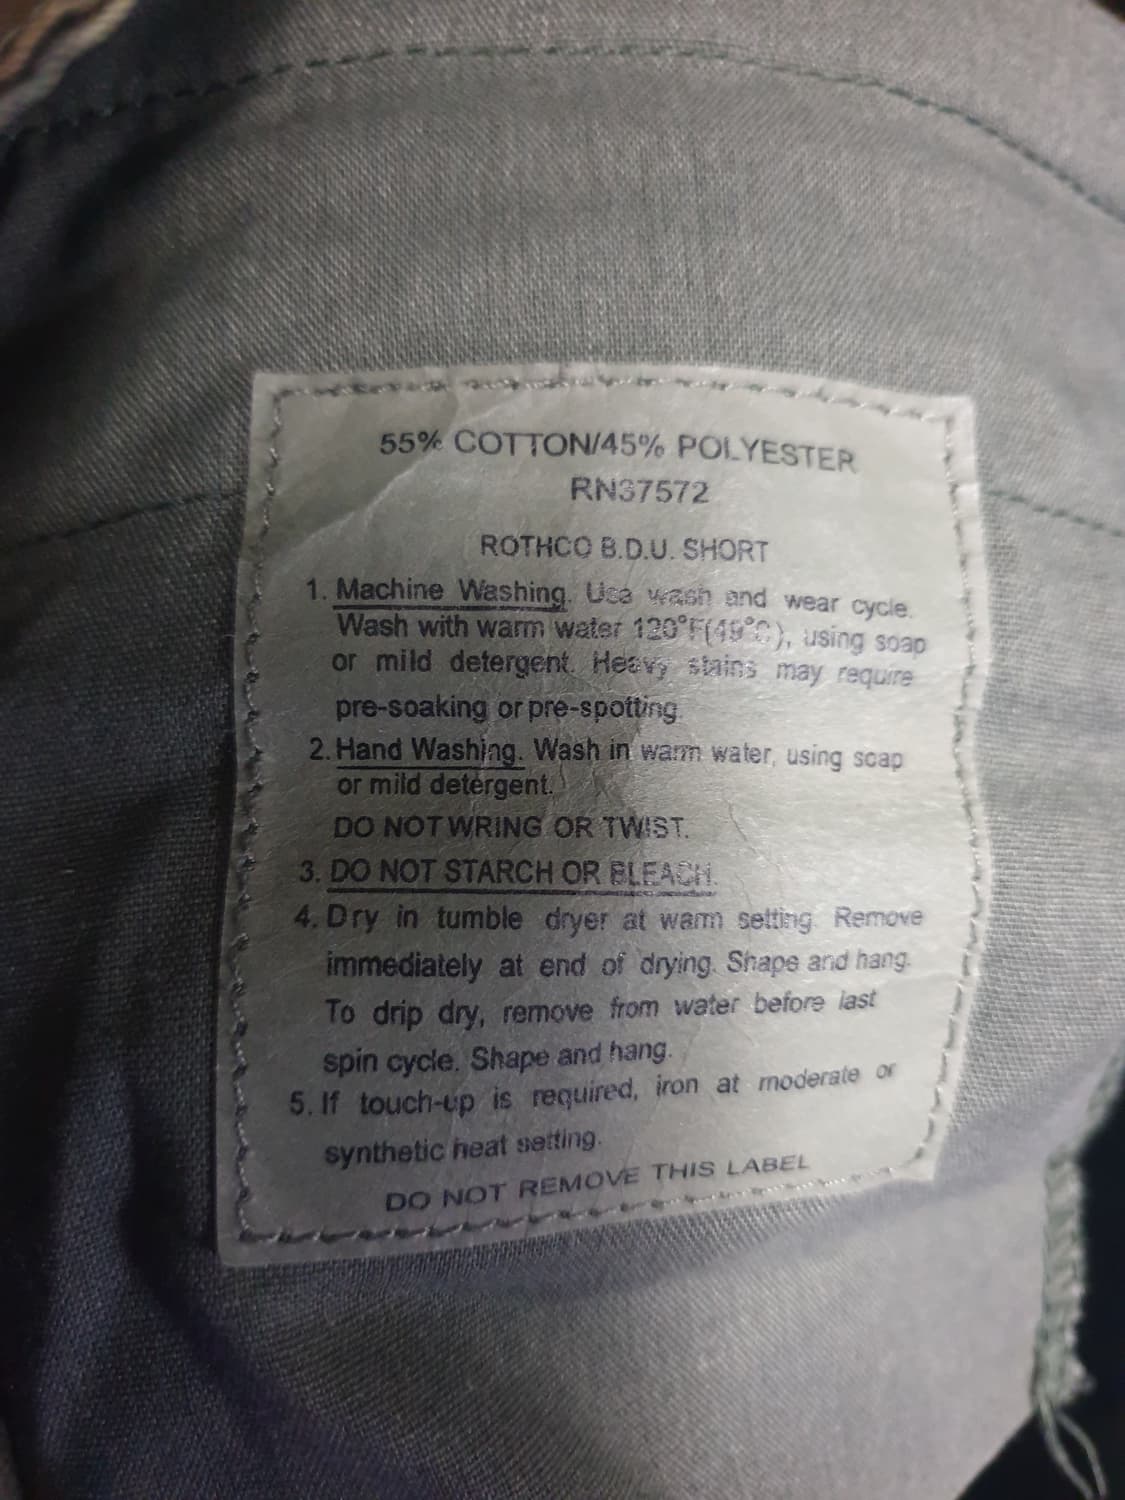 55% COTTON/45% POLYESTER
RN37572
ROTHCO B.D.U. SHORT
1. Machine Washing. Use wash and wear cycle.
Wash with warm water 120°F(49°C), using soap
or mild detergent. Heavy stains may require
pre-soaking or pre-spotting.
2. Hand Washing. Wash in warm water, using soap
or mild detergent.
DO NOT WRING OR TWIST.
3. DO NOT STARCH OR BLEACH.
4. Dry in tumble dryer at warm setting. Remove
immediately at end of drying. Shape and hang.
To drip dry, remove from water before last
spin cycle. Shape and hang.
5. If touch-up is required, iron at moderate or
synthetic heat setting.
DO NOT REMOVE THIS LABEL